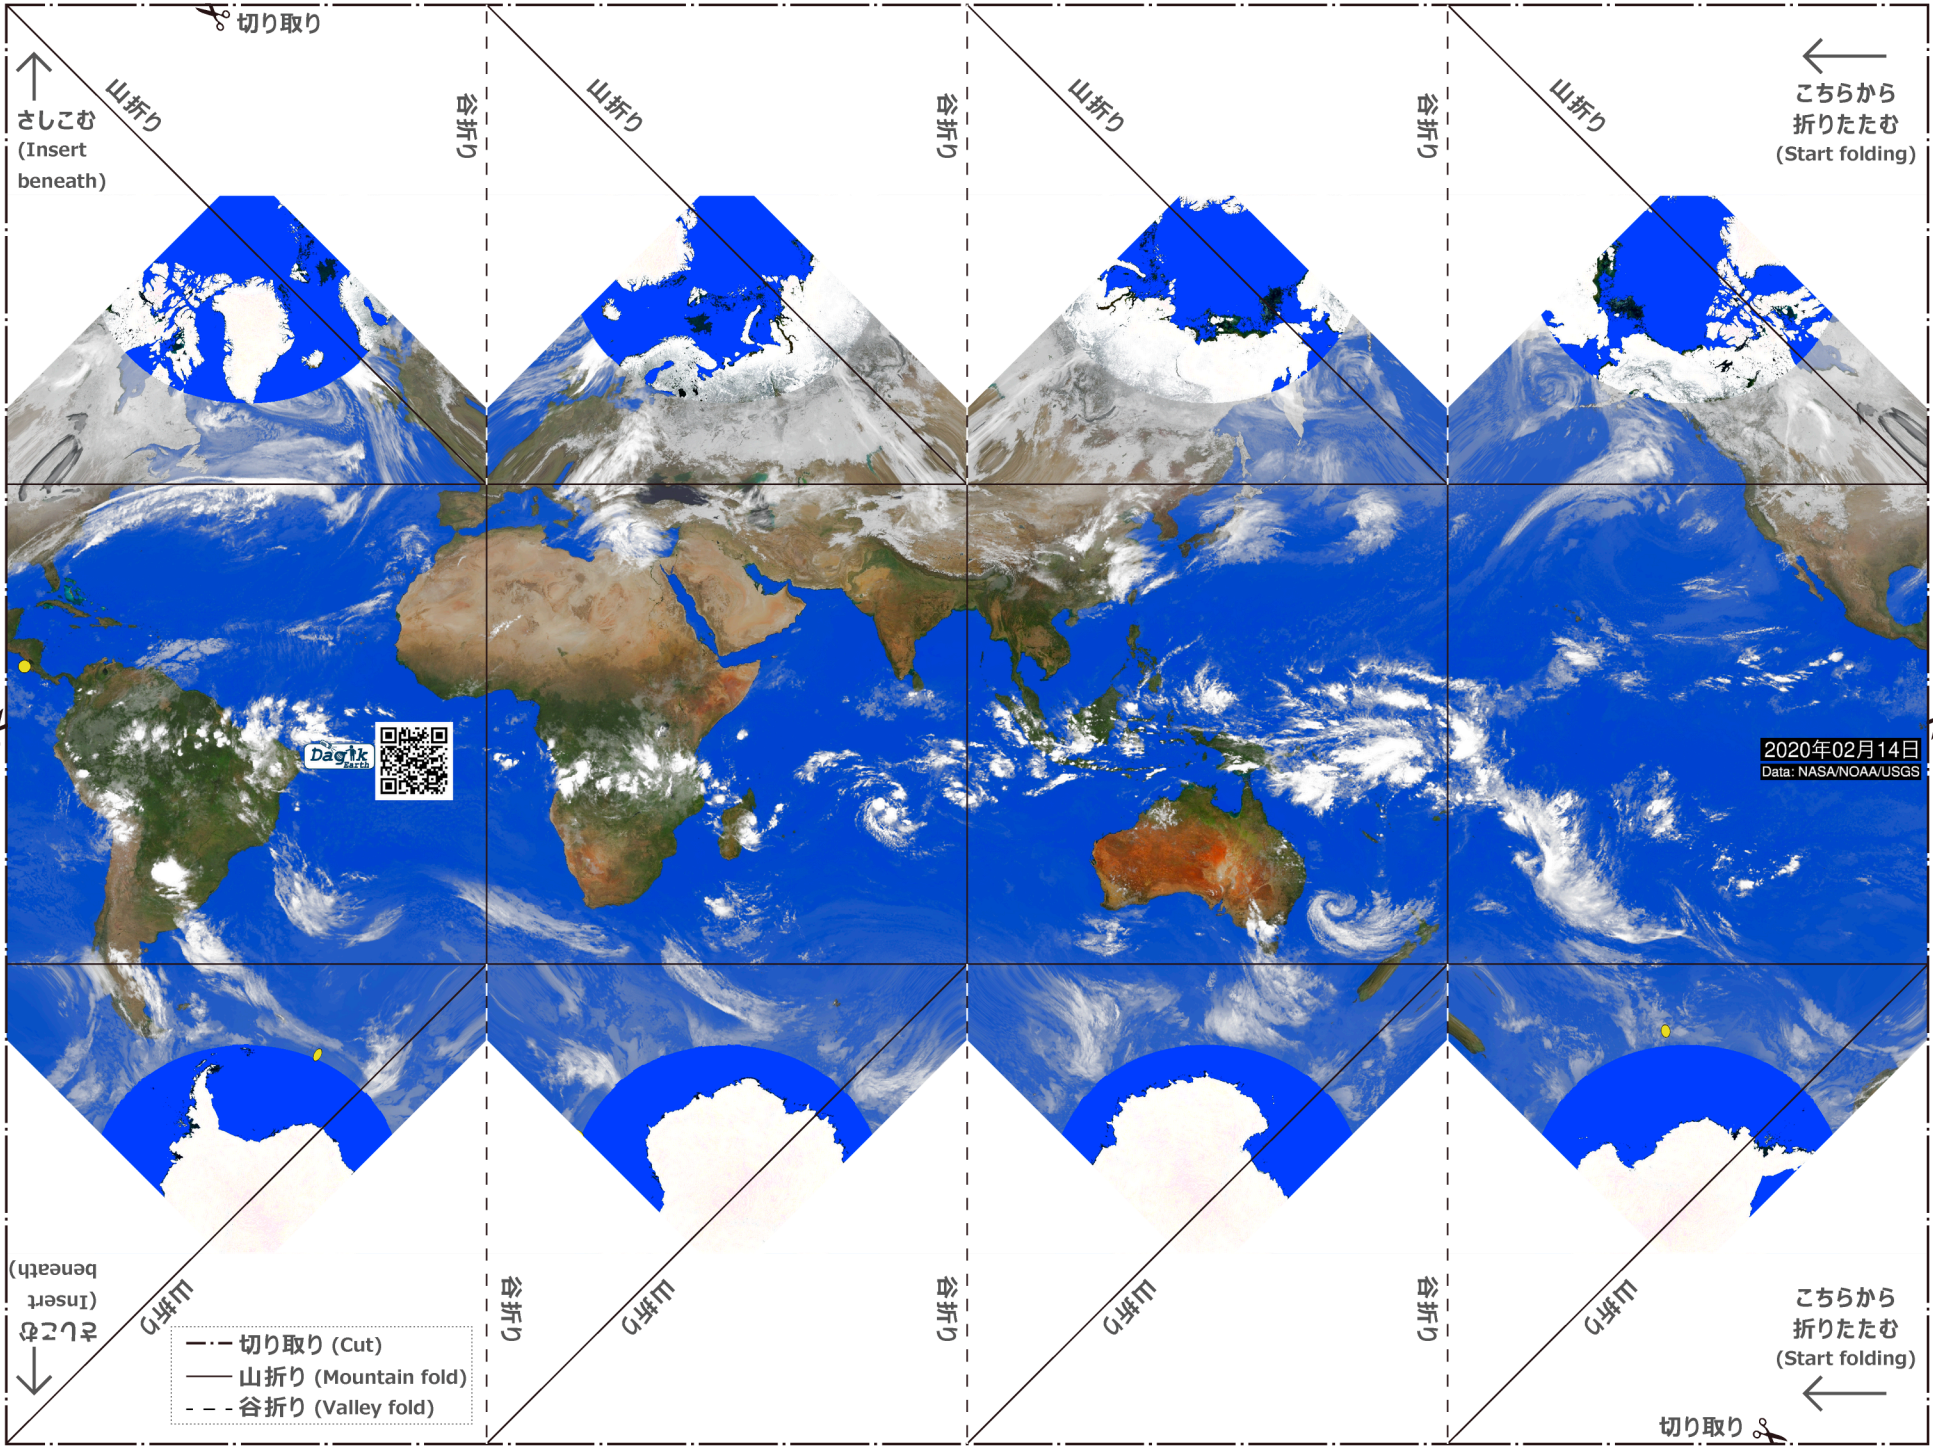 切り取り
さしこむ
(Insert
beneath)
山折り
谷折り
山折り
谷折り
山折り
谷折り
山折り
こちらから
折りたたむ
(Start folding)
Dagik
Earth
2020年02月14日
Data: NASA/NOAA/USGS
さしこむ
(Insert
beneath)
山折り
谷折り
山折り
谷折り
山折り
谷折り
山折り
こちらから
折りたたむ
(Start folding)
切り取り (Cut)
山折り (Mountain fold)
谷折り (Valley fold)
切り取り